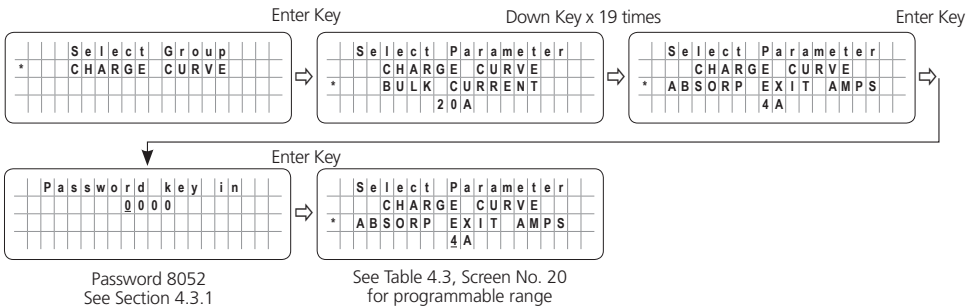 Enter Key
Down Key x 19 times
Enter Key
Select Group
* CHARGE CURVE
Select Parameter
CHARGE CURVE
* BULK CURRENT
20A
Select Parameter
CHARGE CURVE
* ABSORP EXIT AMPS
4A
Enter Key
Password key in
0000
Select Parameter
CHARGE CURVE
* ABSORP EXIT AMPS
4A
Password 8052
See Section 4.3.1
See Table 4.3, Screen No. 20
for programmable range